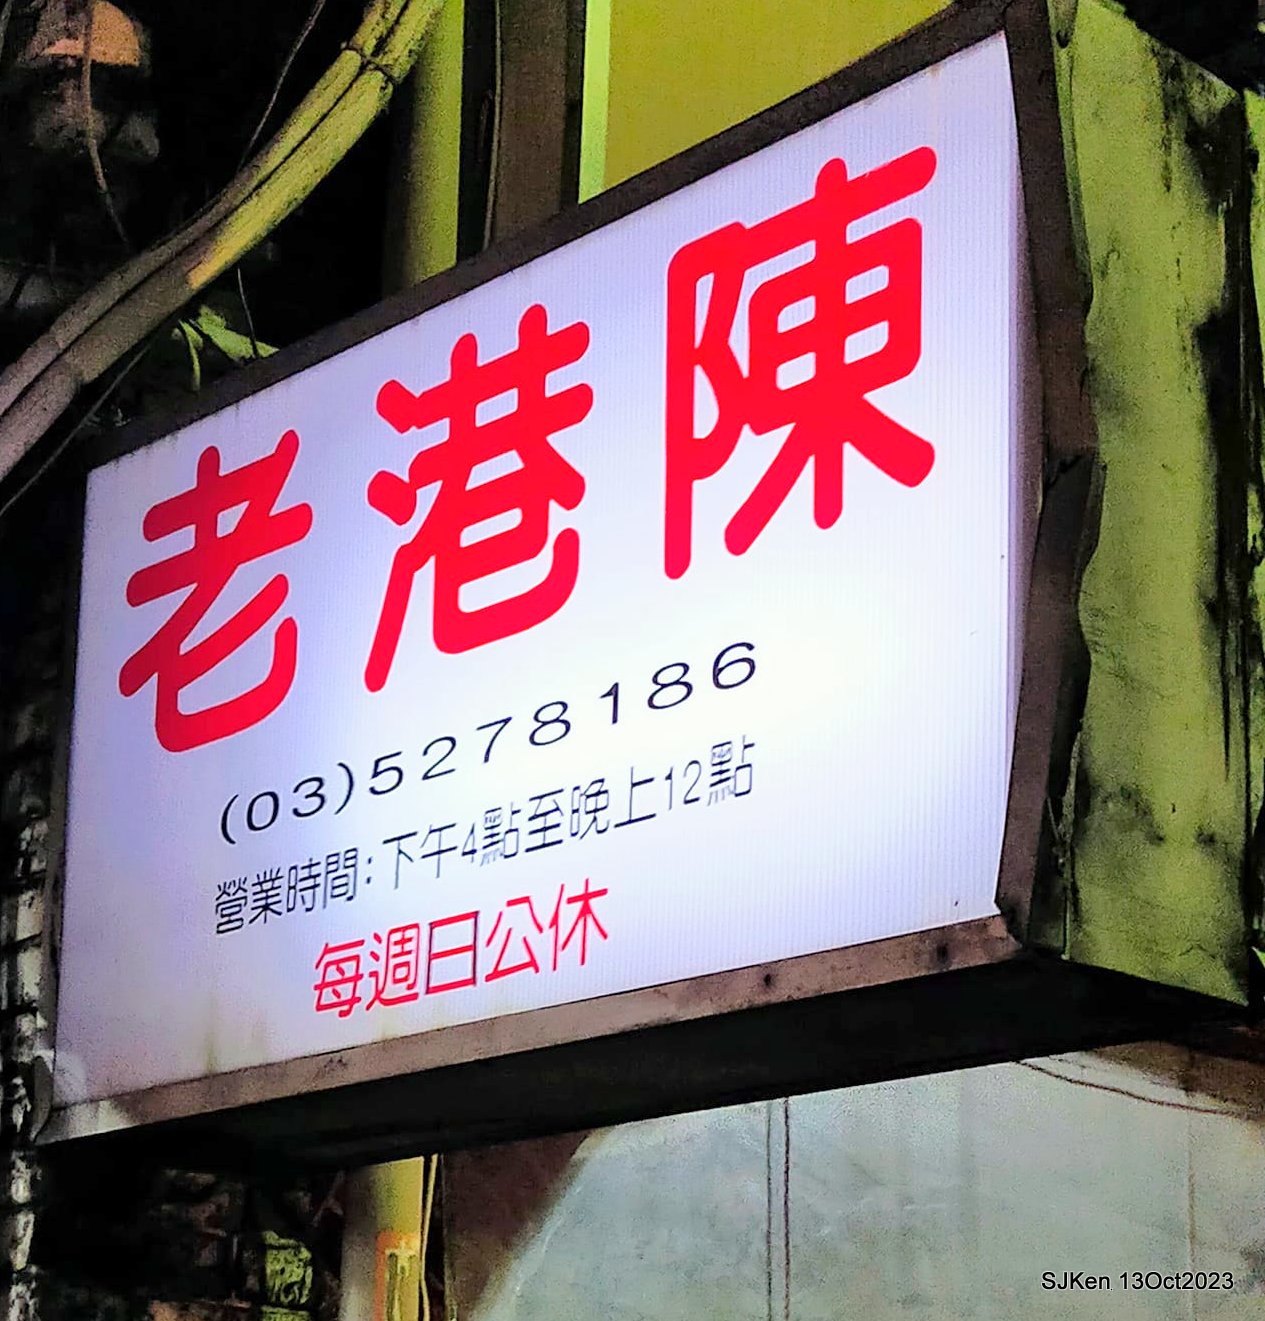 老港陳
(03)5278186
營業時間:下午4點至晚上12點
每週日公休
SJKen 13Oct2023